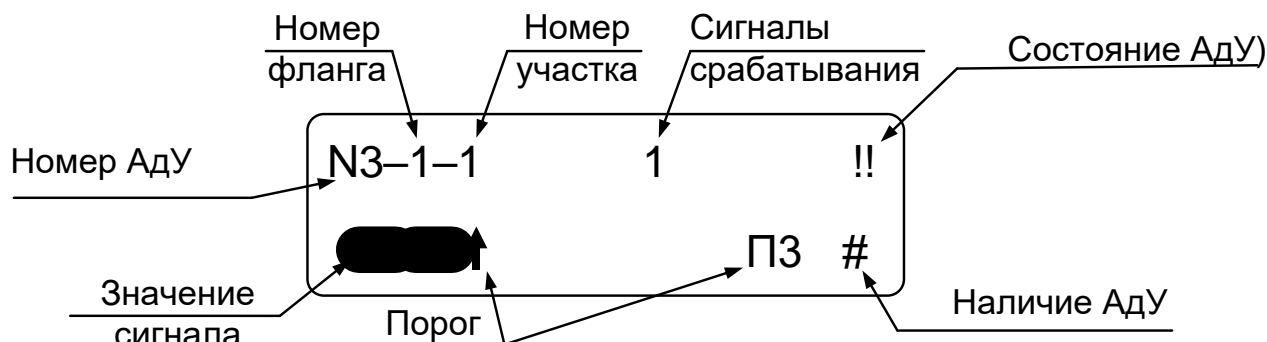 Номер
фланга
Номер
участка
Сигналы
срабатывания
Состояние АдУ)
Номер АдУ
N3–1–1 1 !!
П3 #
Значение
сигнала
Порог
Наличие АдУ